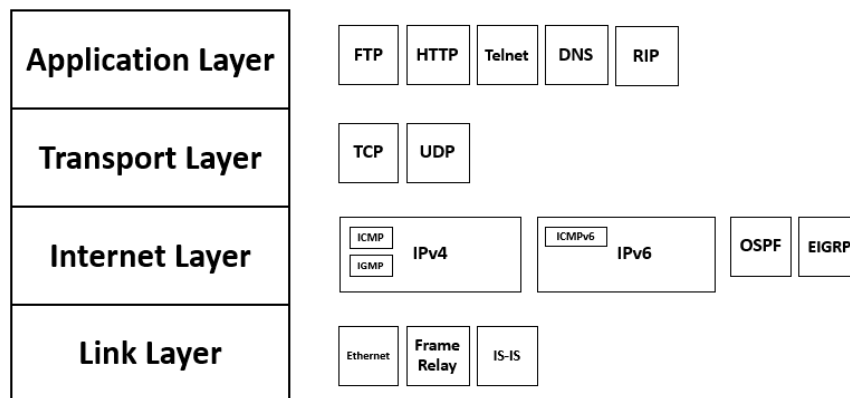 Application Layer
FTP
HTTP
Telnet
DNS
RIP
Transport Layer
TCP
UDP
Internet Layer
ICMP
IGMP
IPv4
ICMPv6
IPv6
OSPF
EIGRP
Link Layer
Ethernet
Frame
Relay
IS-IS